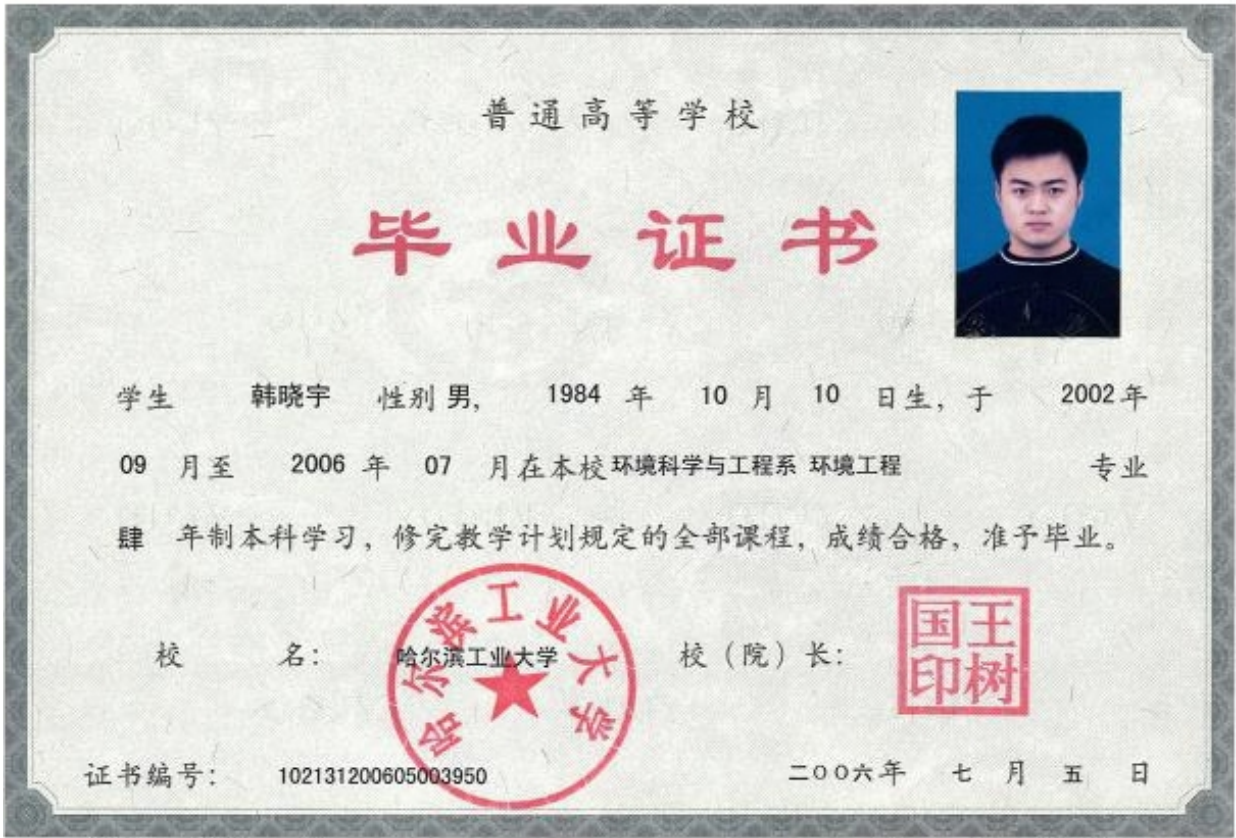 普通高等学校
毕业证书
学生 韩晓宇 性别 男, 1984 年 10 月 10 日生，于 2002 年
09 月至 2006 年 07 月在本校 环境科学与工程系 环境工程 专业
肆 年制本科学习，修完教学计划规定的全部课程，成绩合格，准予毕业。
校 名： 哈尔滨工业大学 校（院）长：
哈尔滨工业大学
王树国印
证书编号： 102131200605003950 二〇〇六年 七 月 五 日